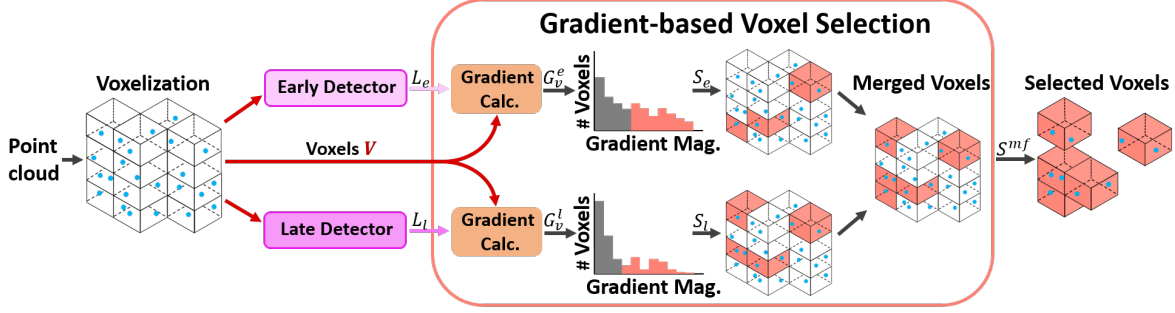 Gradient-based Voxel Selection
Voxelization
Early Detector
L_e
Gradient
Calc.
G_v^e
# Voxels
Gradient Mag.
S_e
Merged Voxels
Selected Voxels
Point
cloud
Voxels V
S^{mf}
Late Detector
L_l
Gradient
Calc.
G_v^l
# Voxels
Gradient Mag.
S_l